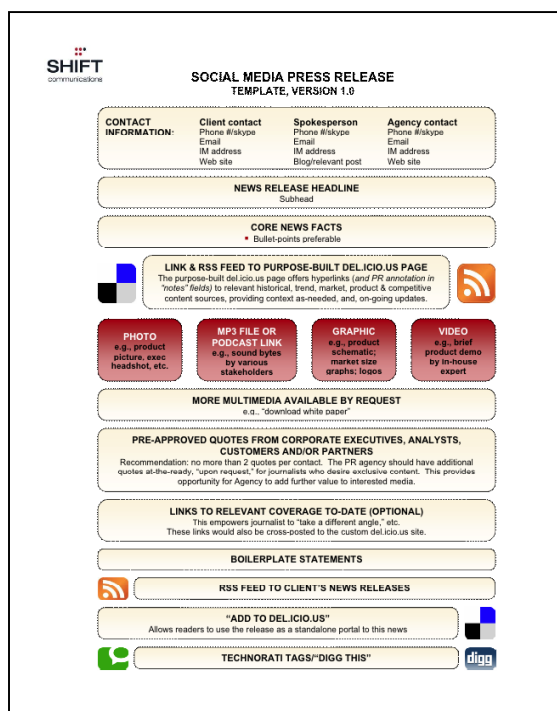 SHIFT
communications
SOCIAL MEDIA PRESS RELEASE
TEMPLATE, VERSION 1.0
CONTACT
INFORMATION:
Client contact
Phone #/skype
Email
IM address
Web site
Spokesperson
Phone #/skype
Email
IM address
Blog/relevant post
Agency contact
Phone #/skype
Email
IM address
Web site
NEWS RELEASE HEADLINE
Subhead
CORE NEWS FACTS
Bullet-points preferable
LINK & RSS FEED TO PURPOSE-BUILT DEL.ICIO.US PAGE
The purpose-built del.icio.us page offers hyperlinks (and PR annotation in
"notes" fields) to relevant historical, trend, market, product & competitive
content sources, providing context as-needed, and, on-going updates.
PHOTO
e.g., product
picture, exec
headshot, etc.
MP3 FILE OR
PODCAST LINK
e.g., sound bytes
by various
stakeholders
GRAPHIC
e.g., product
schematic;
market size
graphs; logos
VIDEO
e.g., brief
product demo
by in-house
expert
MORE MULTIMEDIA AVAILABLE BY REQUEST
e.g., "download white paper"
PRE-APPROVED QUOTES FROM CORPORATE EXECUTIVES, ANALYSTS,
CUSTOMERS AND/OR PARTNERS
Recommendation: no more than 2 quotes per contact. The PR agency should have additional
quotes at-the-ready, "upon request," for journalists who desire exclusive content. This provides
opportunity for Agency to add further value to interested media.
LINKS TO RELEVANT COVERAGE TO-DATE (OPTIONAL)
This empowers journalist to "take a different angle," etc.
These links would also be cross-posted to the custom del.icio.us site.
BOILERPLATE STATEMENTS
RSS FEED TO CLIENT'S NEWS RELEASES
"ADD TO DEL.ICIO.US"
Allows readers to use the release as a standalone portal to this news
TECHNORATI TAGS/"DIGG THIS"
digg